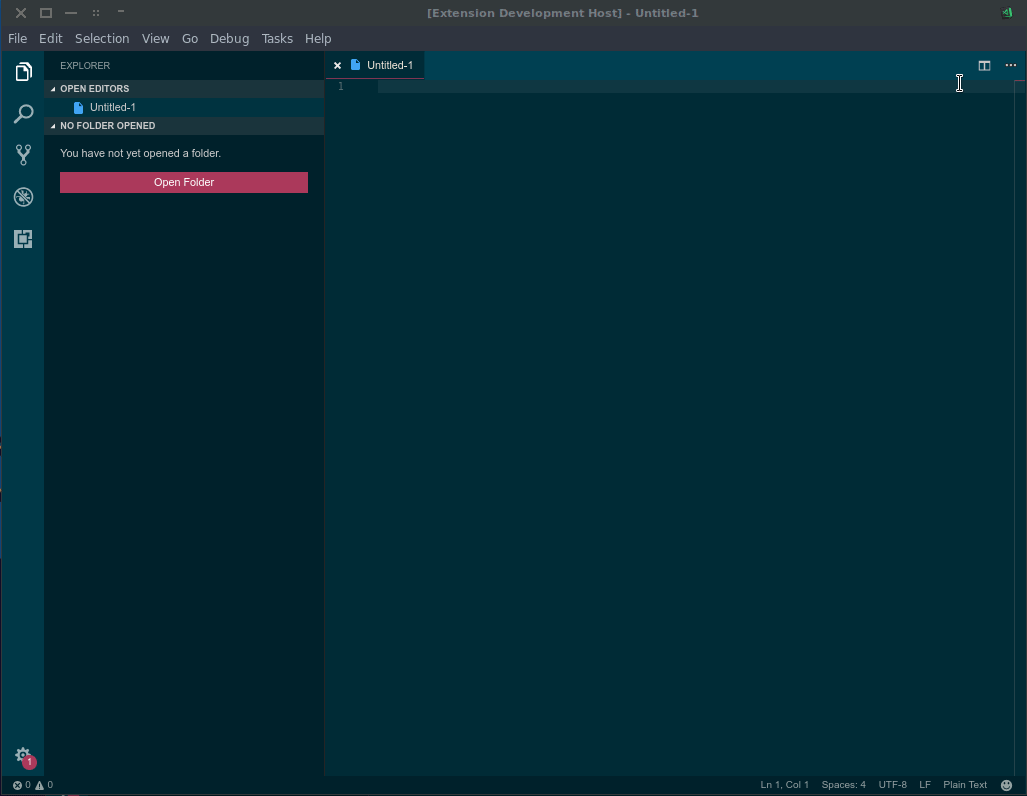 [Extension Development Host] - Untitled-1
File Edit Selection View Go Debug Tasks Help
EXPLORER
OPEN EDITORS
Untitled-1
NO FOLDER OPENED
You have not yet opened a folder.
Open Folder
Untitled-1
1
1
0 0 Ln 1, Col 1 Spaces: 4 UTF-8 LF Plain Text